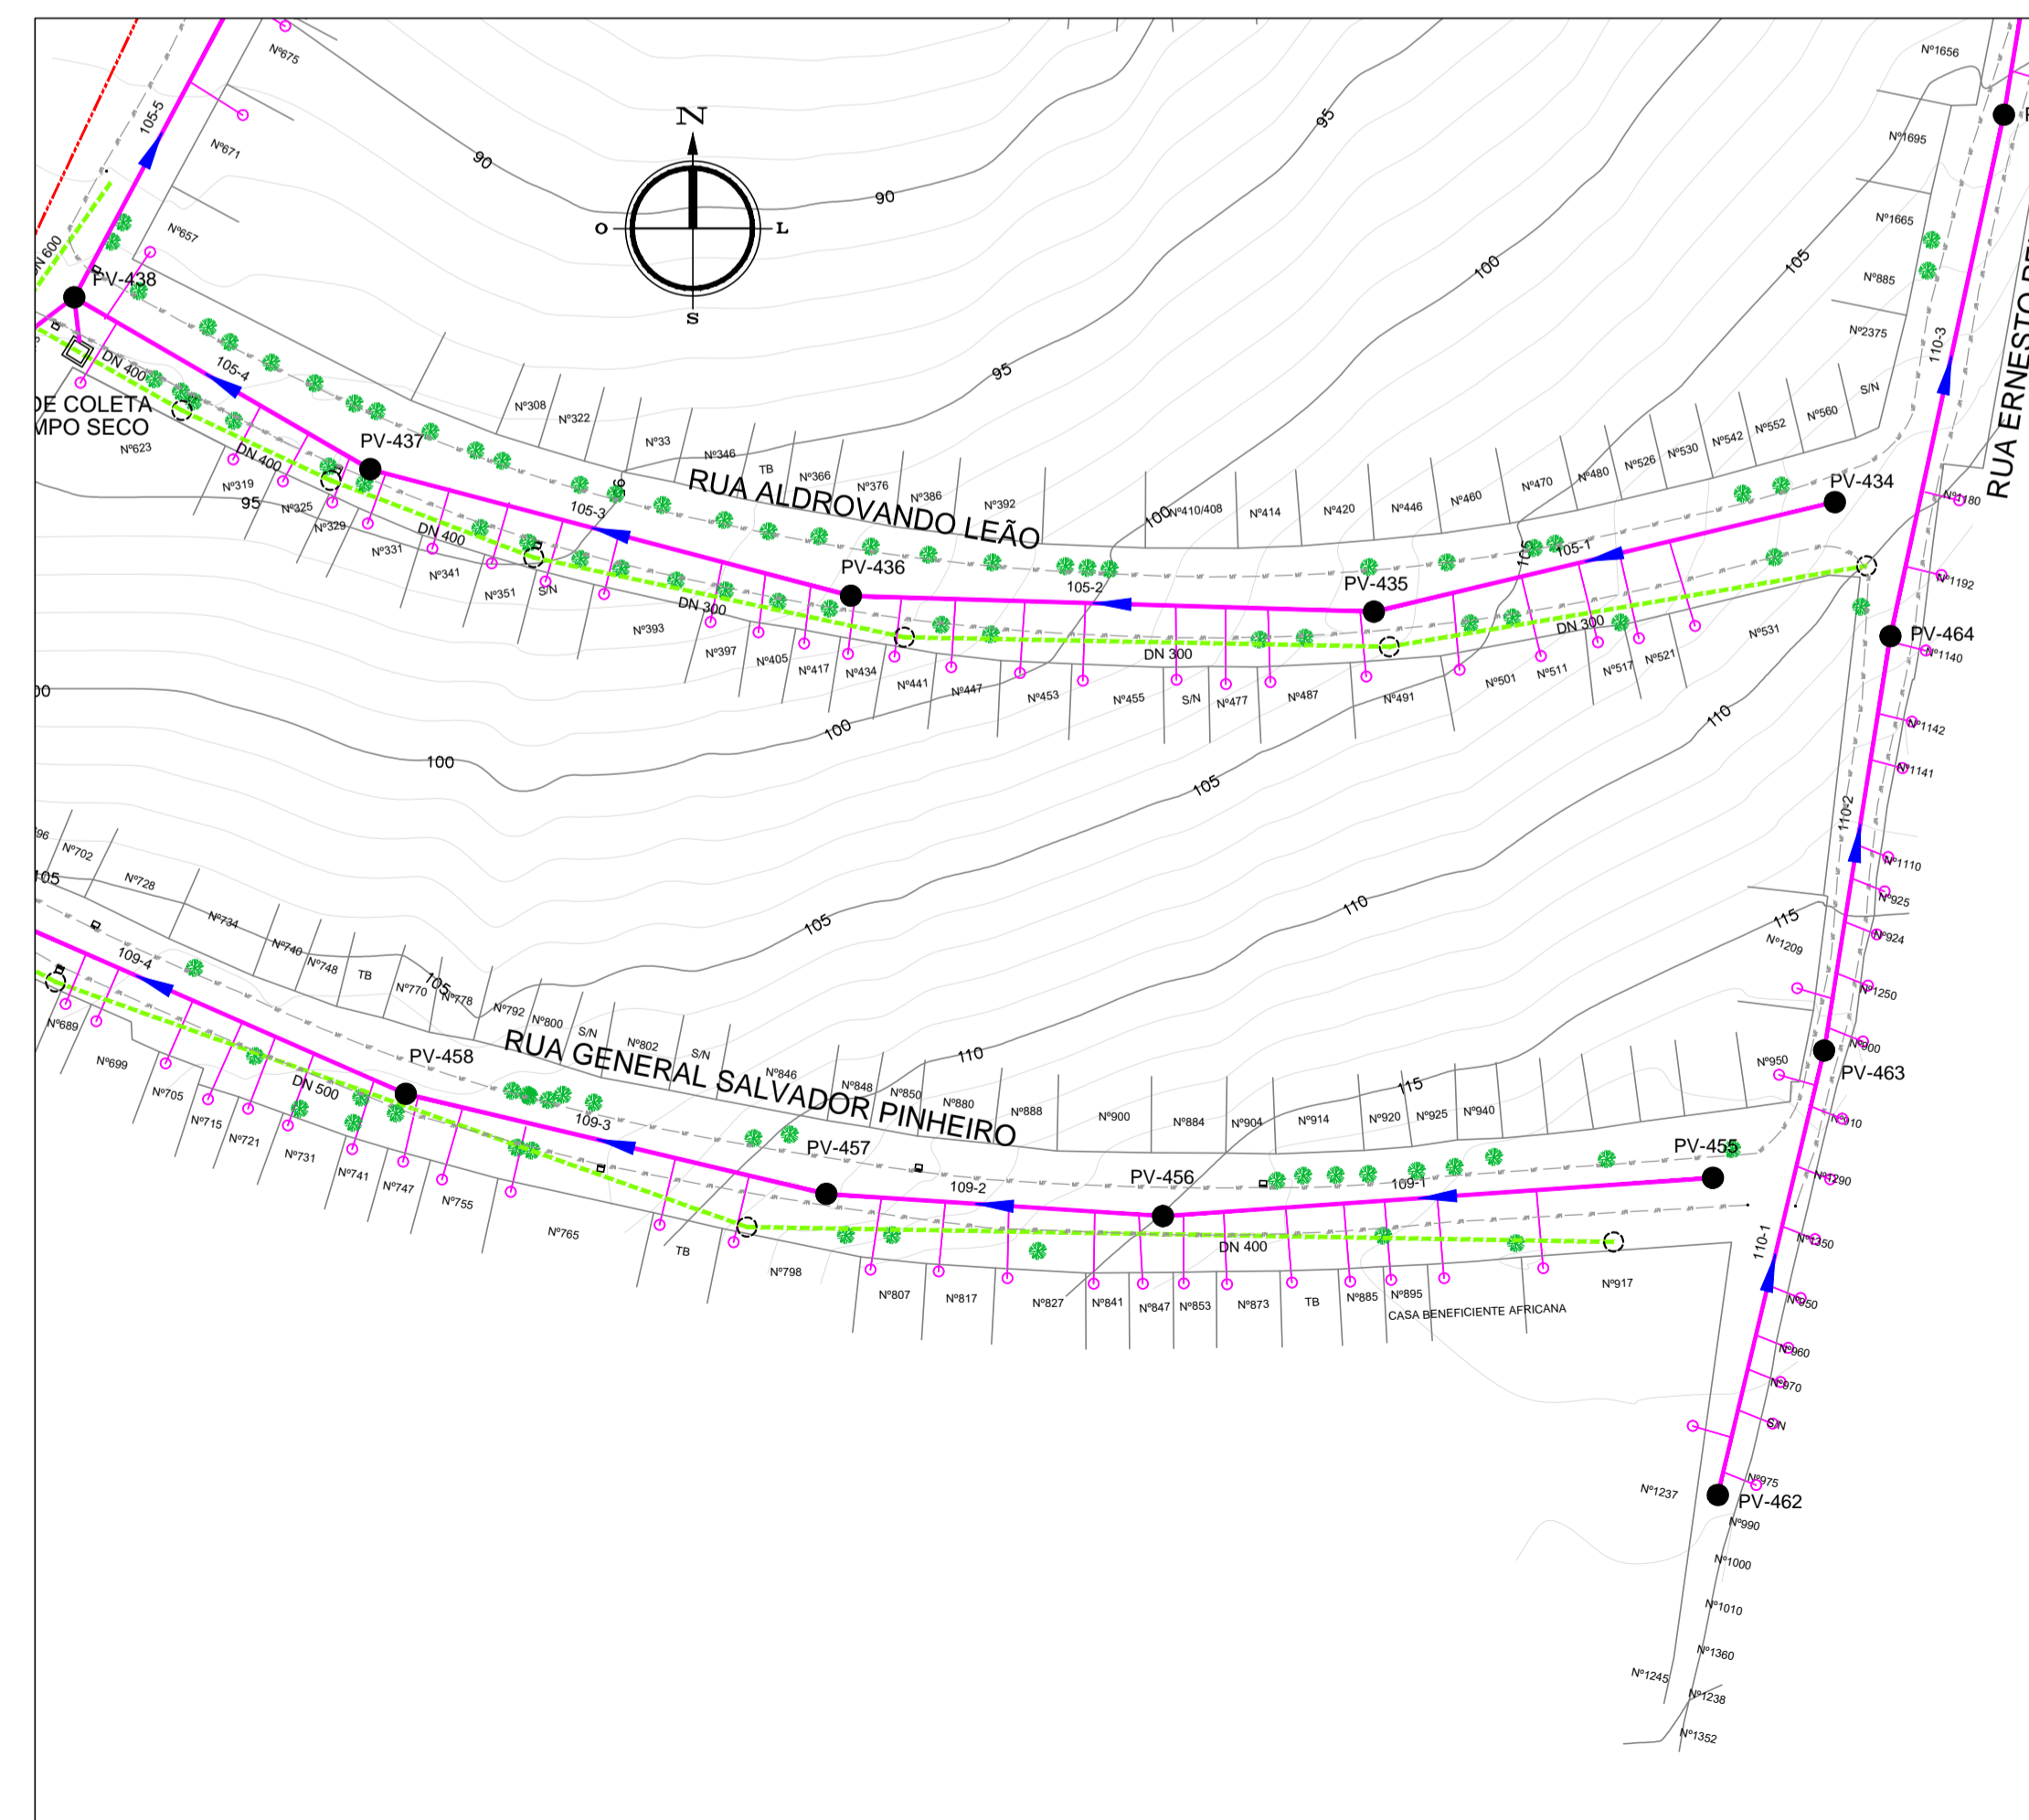 Nº675
Nº1656
105-5
Nº671
90
N
95
Nº1695
90
O
L
Nº657
Nº1665
S
PV-438
100
105
Nº885
Nº2375
110-3
DN 400
105-4
95
S/N
DE COLETA
MPO SECO
Nº623
Nº308
Nº322
Nº33
Nº346
TB
Nº366
Nº376
Nº386
Nº392
Nº560
Nº552
Nº542
Nº530
Nº526
Nº480
Nº470
Nº460
Nº446
Nº420
Nº414
Nº410/408
100
PV-437
DN 400
Nº319
95
Nº325
Nº329
Nº331
Nº341
Nº351
S/N
DN 400
105-3
95
RUA ALDROVANDO LEÃO
PV-434
Nº1180
105
105-1
PV-436
105-2
PV-435
Nº1192
DN 300
Nº393
Nº397
Nº405
Nº417
Nº434
Nº441
Nº447
Nº453
DN 300
Nº455
S/N
Nº477
Nº487
Nº491
Nº501
Nº511
Nº517
Nº521
DN 300
Nº531
PV-464
Nº1140
100
100
110
Nº1142
Nº1141
105
110-2
Nº702
Nº728
105
Nº1110
Nº925
110
115
105
Nº924
Nº1209
Nº734
Nº740
Nº748
TB
Nº770
105
Nº778
Nº792
Nº800
S/N
Nº802
S/N
Nº846
Nº848
Nº850
Nº880
Nº888
Nº900
Nº884
Nº904
Nº914
Nº920
Nº925
Nº940
109-4
Nº1250
Nº900
Nº950
PV-463
110
115
Nº689
Nº699
Nº705
Nº715
Nº721
Nº731
Nº741
Nº747
Nº755
Nº765
DN 500
PV-458
RUA GENERAL SALVADOR PINHEIRO
109-3
PV-457
109-2
PV-456
109-1
PV-455
Nº910
Nº1290
Nº1350
110-1
TB
Nº798
Nº807
Nº817
Nº827
Nº841
Nº847
Nº853
Nº873
TB
Nº885
Nº895
DN 400
CASA BENEFICIENTE AFRICANA
Nº917
Nº950
Nº960
Nº970
S/N
Nº975
Nº1237
PV-462
Nº990
Nº1000
Nº1010
Nº1360
Nº1245
Nº1238
Nº1352